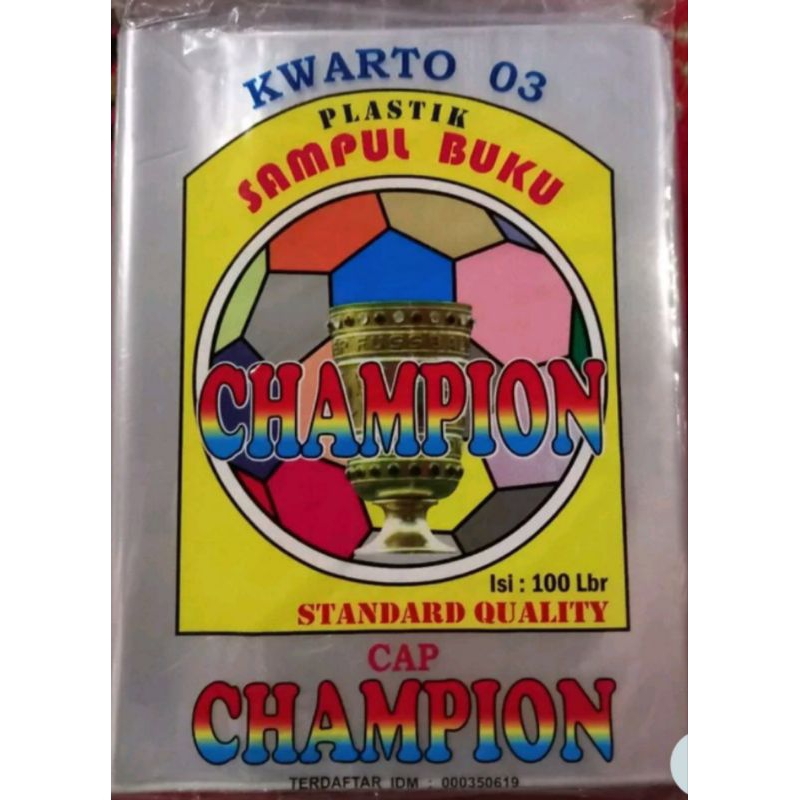 KWARTO 03
PLASTIK
SAMPUL BUKU
CHAMPION
Isi : 100 Lbr
STANDARD QUALITY
CAP
CHAMPION
TERDAFTAR IDM : 000350619